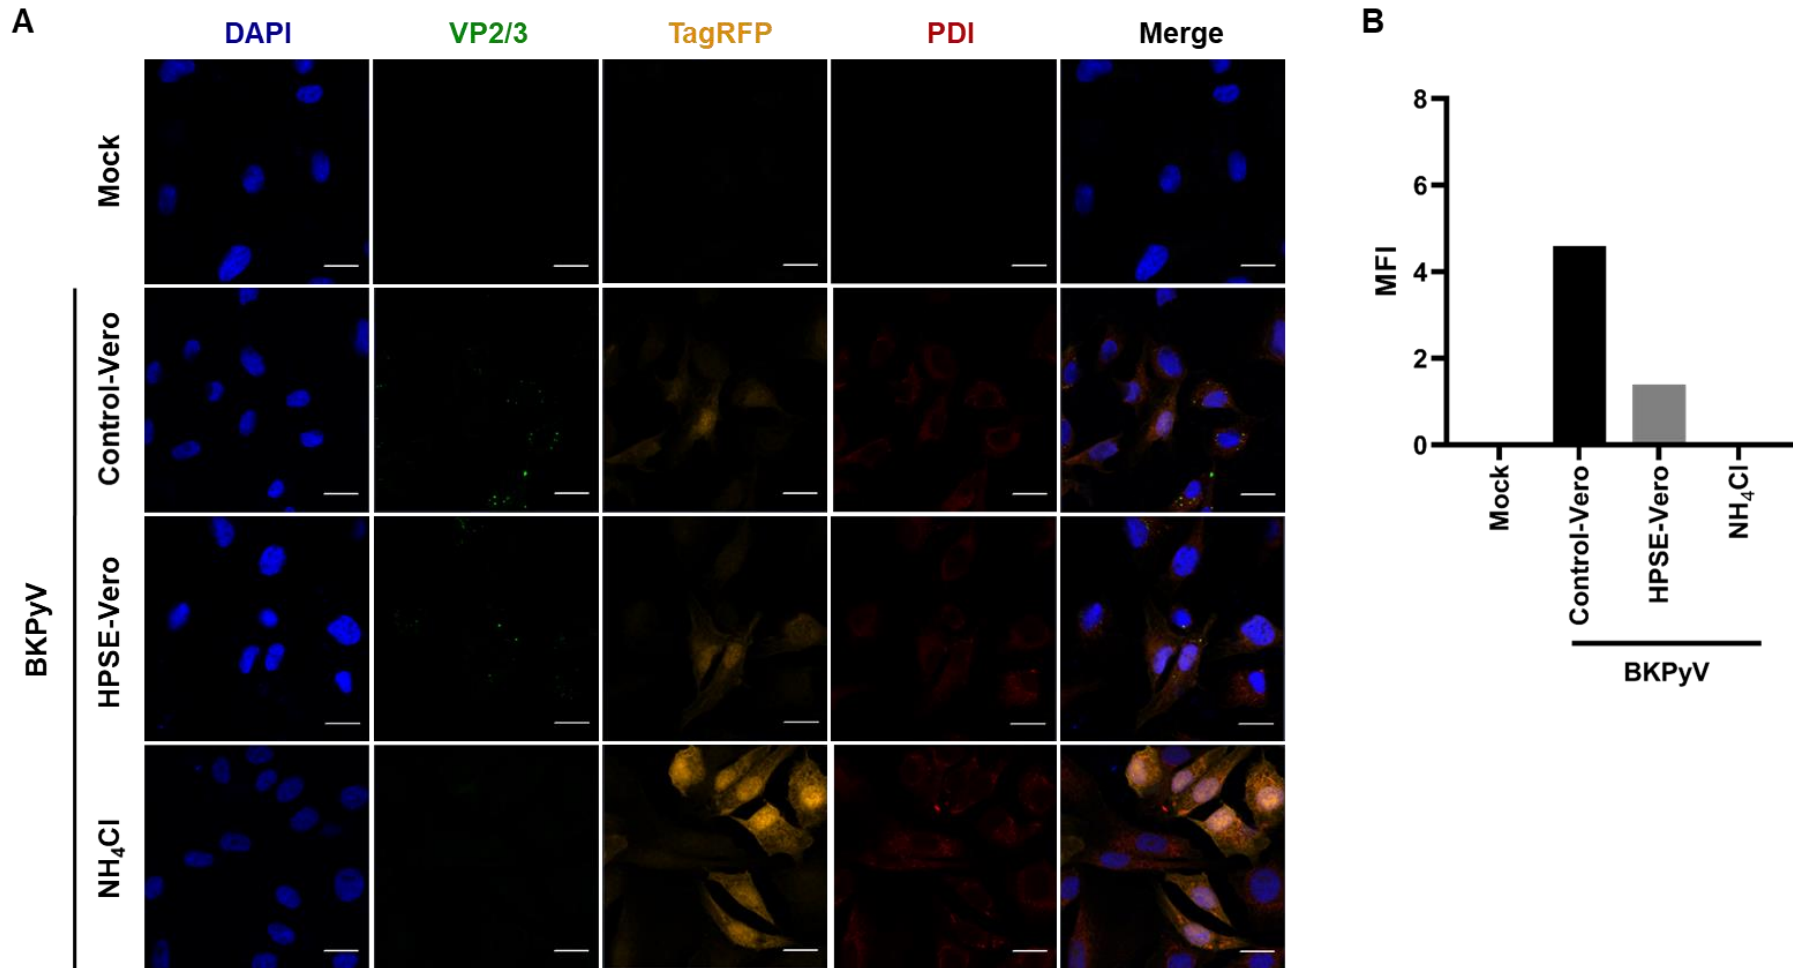 A
DAPI VP2/3 TagRFP PDI Merge
Mock
BKPyV
Control-Vero
HPSE-Vero
NH₄Cl
B
MFI
8
6
4
2
0
Mock
Control-Vero
HPSE-Vero
NH₄Cl
BKPyV